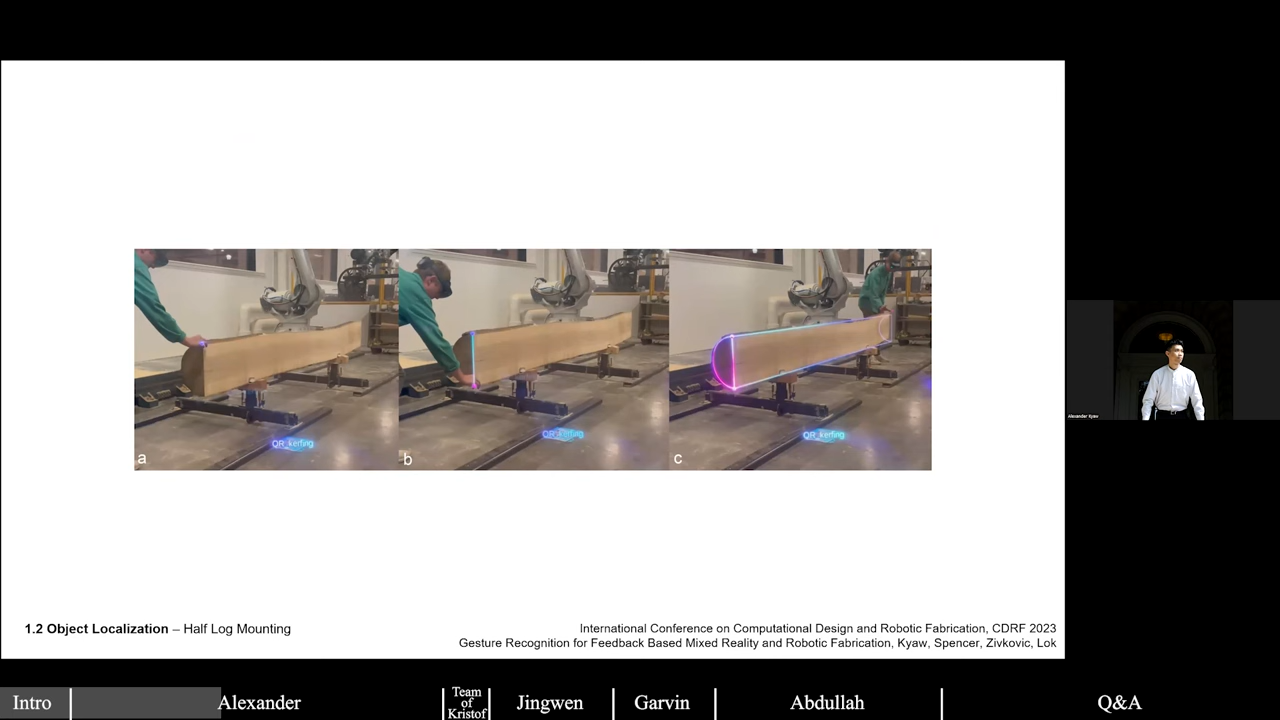 QR_kerfing
QR_kerfing
QR_kerfing
a
b
c
Alexander Kyaw
1.2 Object Localization – Half Log Mounting
International Conference on Computational Design and Robotic Fabrication, CDRF 2023
Gesture Recognition for Feedback Based Mixed Reality and Robotic Fabrication, Kyaw, Spencer, Zivkovic, Lok
Intro
Alexander
Team
of
Kristof
Jingwen
Garvin
Abdullah
Q&A